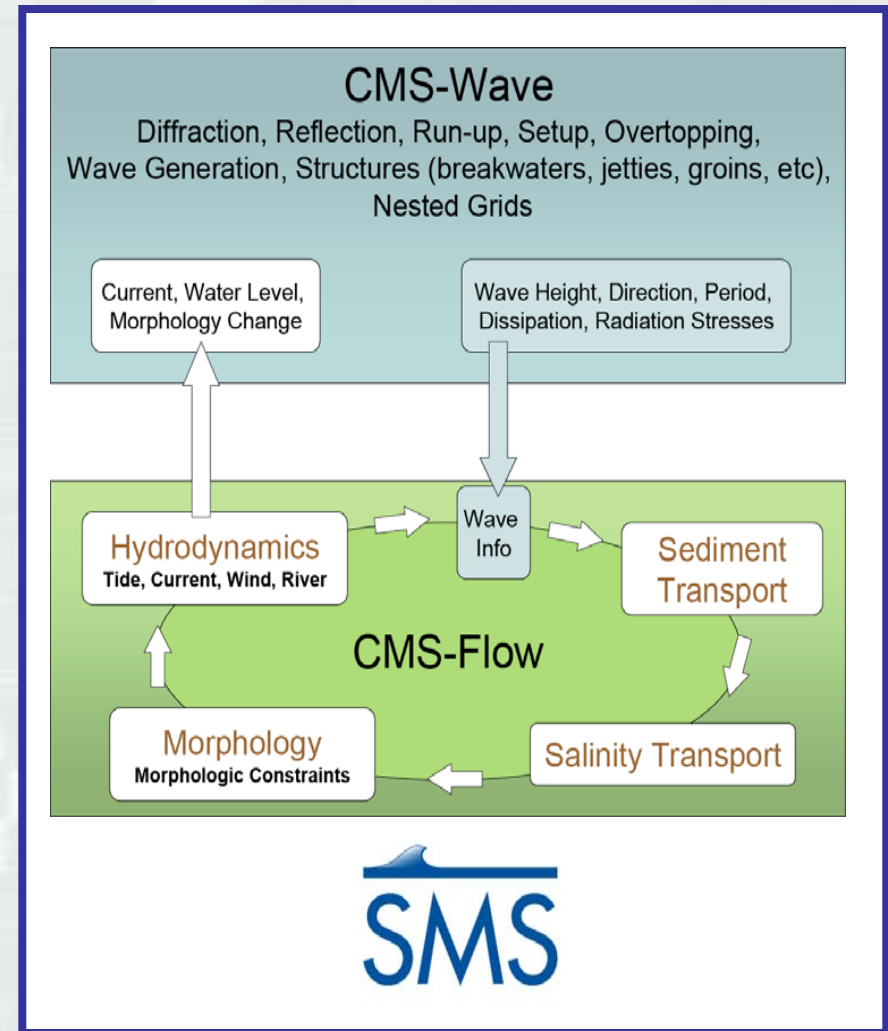 CMS-Wave
Diffraction, Reflection, Run-up, Setup, Overtopping,
Wave Generation, Structures (breakwaters, jetties, groins, etc),
Nested Grids
Current, Water Level,
Morphology Change
Wave Height, Direction, Period,
Dissipation, Radiation Stresses
Wave
Info
Hydrodynamics
Tide, Current, Wind, River
Sediment
Transport
CMS-Flow
Morphology
Morphologic Constraints
Salinity Transport
SMS